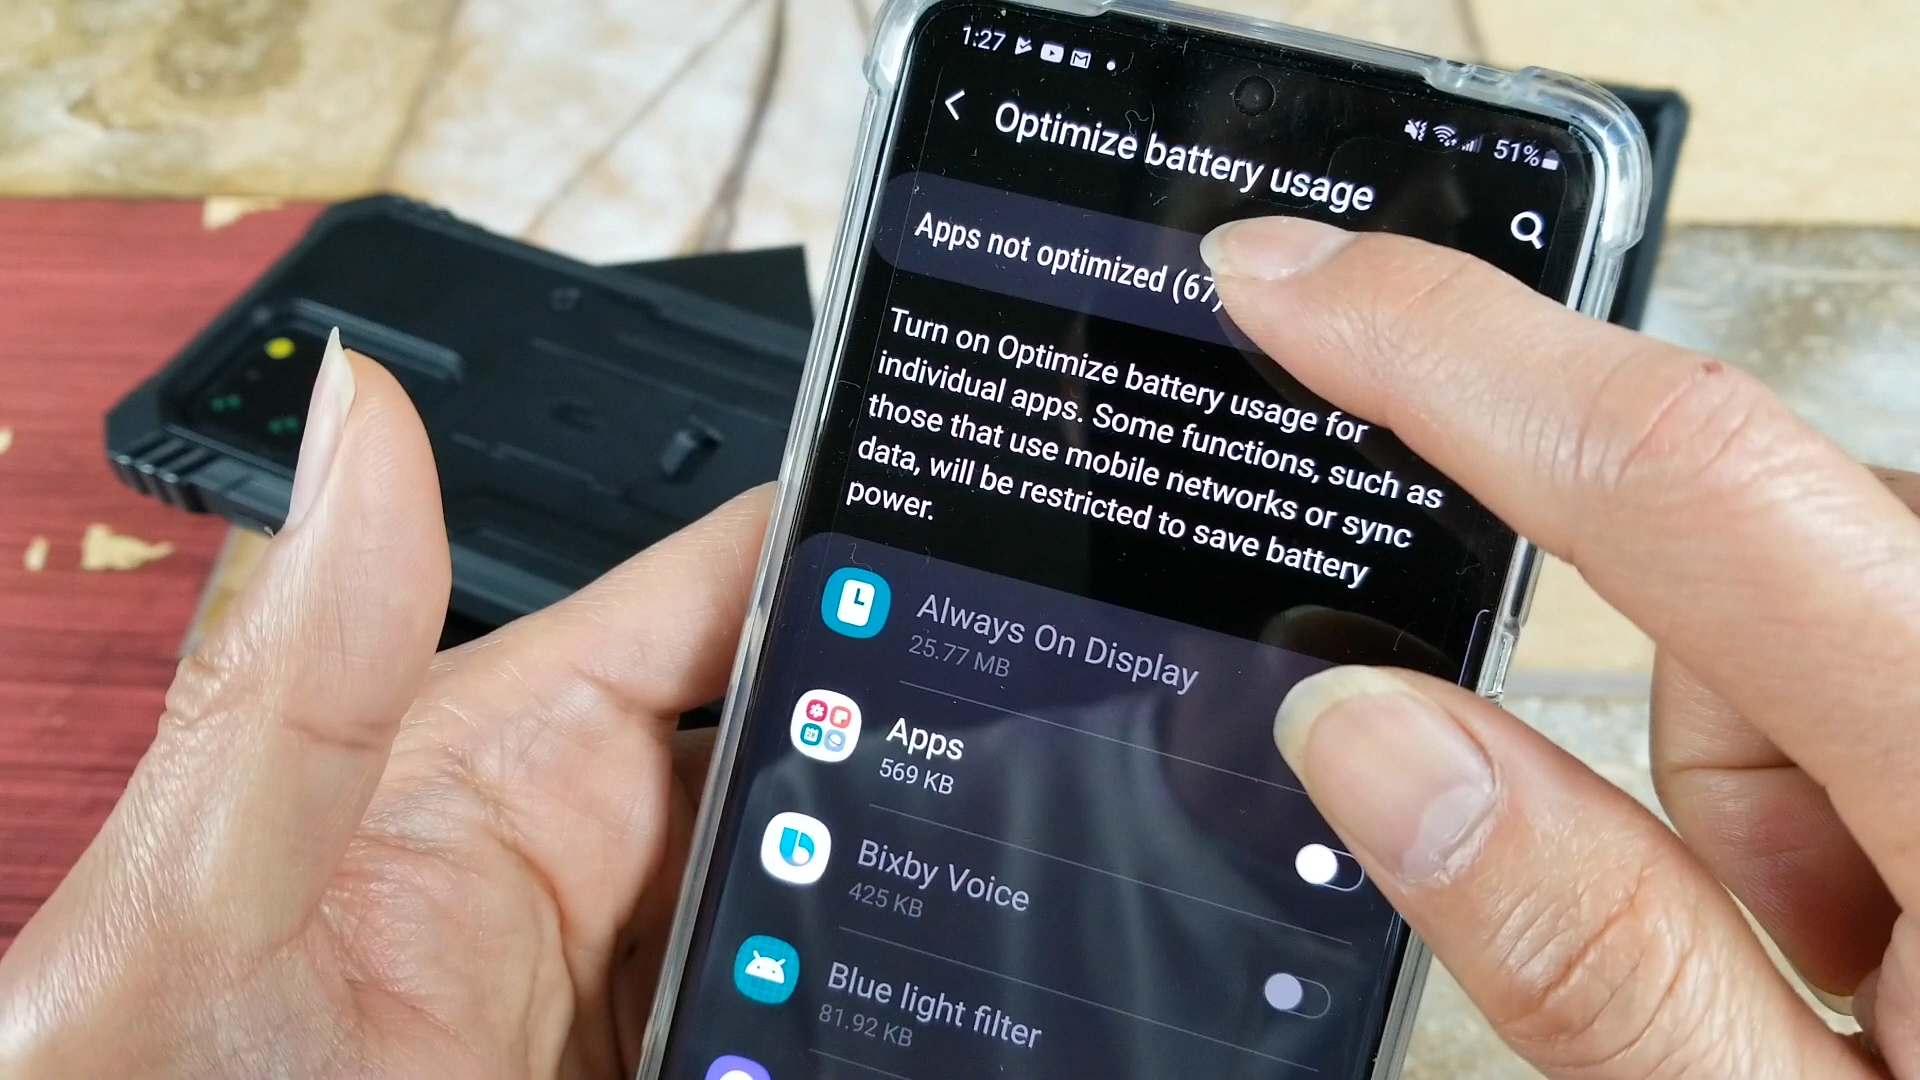 1:27
51%
Optimize battery usage
Apps not optimized (67)
Turn on Optimize battery usage for
individual apps. Some functions, such as
those that use mobile networks or sync
data, will be restricted to save battery
power.
Always On Display
25.77 MB
Apps
569 KB
Bixby Voice
425 KB
Blue light filter
81.92 KB